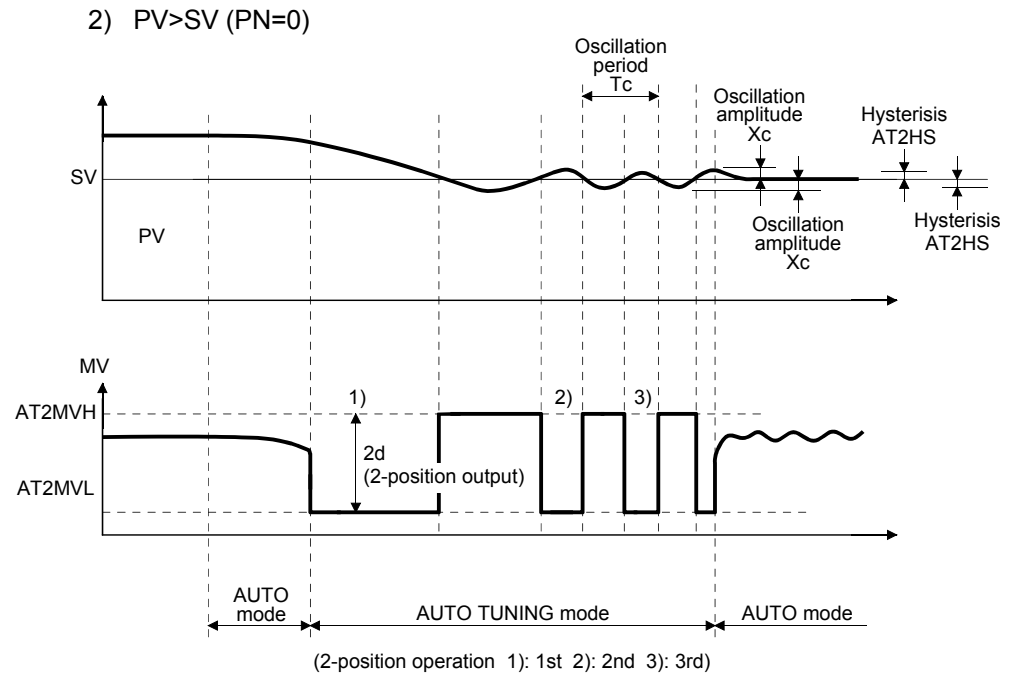 2) PV>SV (PN=0)
Oscillation
period
Tc
Oscillation
amplitude
Xc
Hysterisis
AT2HS
SV
PV
Oscillation
amplitude
Xc
Hysterisis
AT2HS
MV
AT2MVH
1)
2)
3)
2d
(2-position output)
AT2MVL
AUTO
mode
AUTO TUNING mode
AUTO mode
(2-position operation 1): 1st 2): 2nd 3): 3rd)